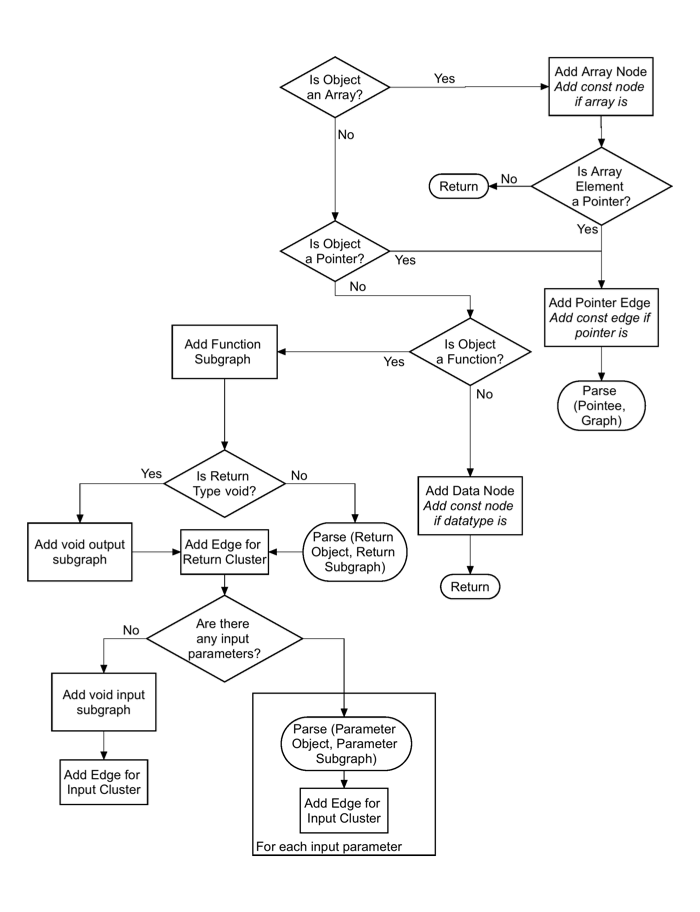 Is Object
an Array?
Yes
Add Array Node
Add const node
if array is
No
Is Array
Element
a Pointer?
No
Return
Yes
Is Object
a Pointer?
Yes
No
Add Pointer Edge
Add const edge if
pointer is
Parse
(Pointee,
Graph)
Is Object
a Function?
Yes
Add Function
Subgraph
No
Add Data Node
Add const node
if datatype is
Return
Is Return
Type void?
Yes
No
Add void output
subgraph
Add Edge for
Return Cluster
Parse (Return
Object, Return
Subgraph)
Are there
any input
parameters?
No
Add void input
subgraph
Add Edge for
Input Cluster
Parse (Parameter
Object, Parameter
Subgraph)
Add Edge for
Input Cluster
For each input parameter